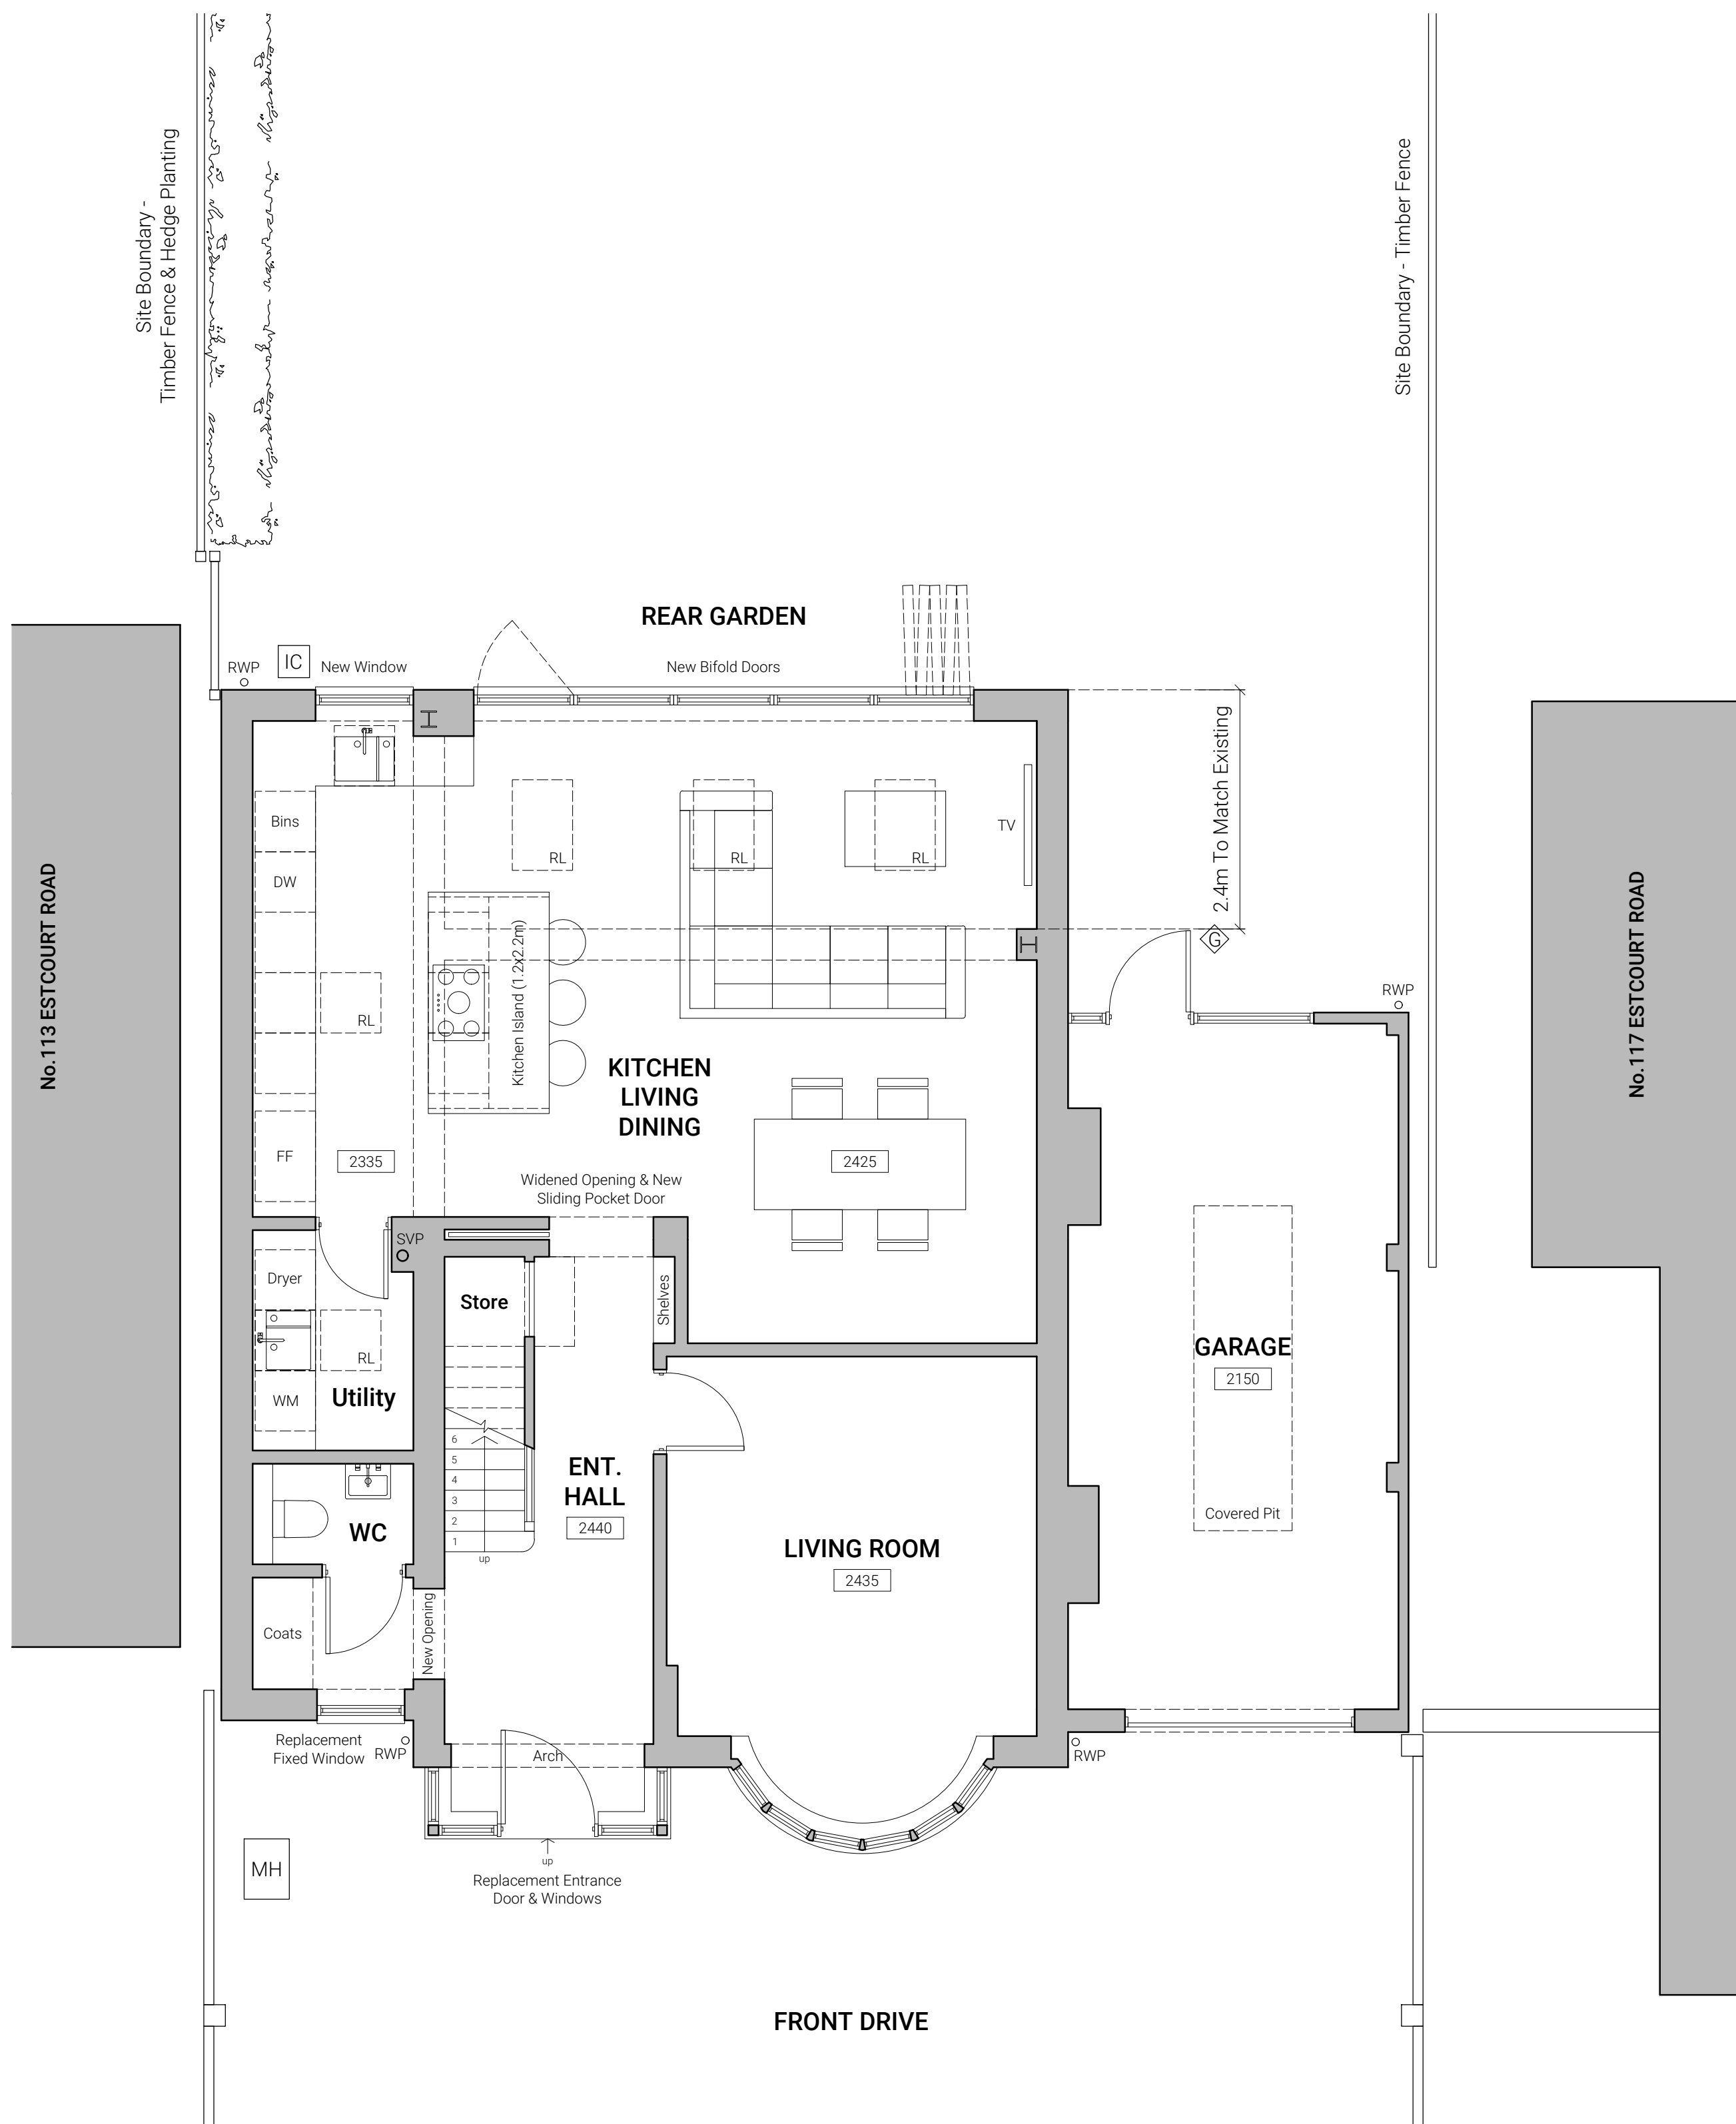 Site Boundary -
Timber Fence & Hedge Planting
Site Boundary - Timber Fence
REAR GARDEN
RWP
IC
New Window
New Bifold Doors
2.4m To Match Existing
G
No.113 ESTCOURT ROAD
No.117 ESTCOURT ROAD
Bins
DW
RL
RL
RL
TV
Kitchen Island (1.2x2.2m)
RL
RWP
KITCHEN
LIVING
DINING
FF
2335
2425
Widened Opening & New
Sliding Pocket Door
SVP
Dryer
Store
Shelves
RL
WM
Utility
GARAGE
2150
6
5
4
3
2
1
up
ENT.
HALL
2440
WC
LIVING ROOM
2435
Covered Pit
Coats
New Opening
Replacement
Fixed Window
RWP
Arch
RWP
up
Replacement Entrance
Door & Windows
MH
FRONT DRIVE